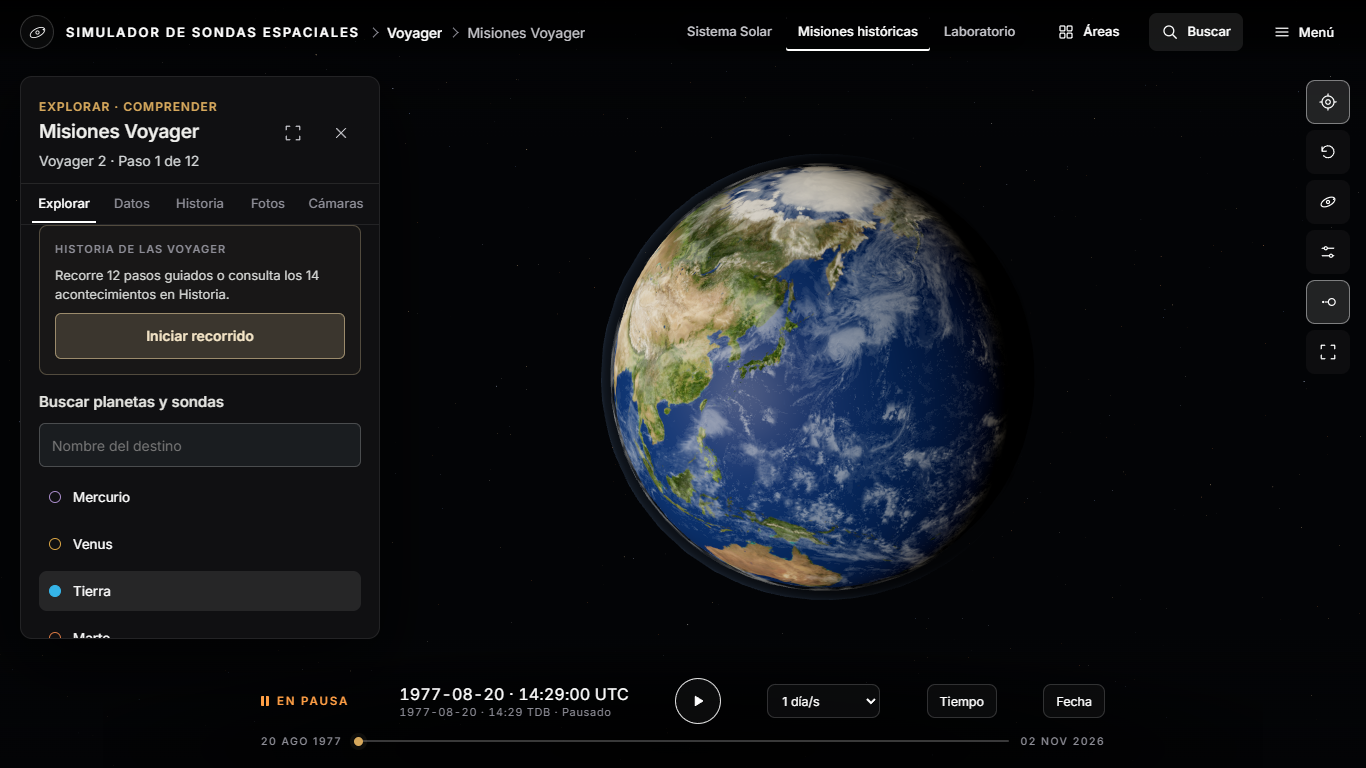 SIMULADOR DE SONDAS ESPACIALES
Voyager
Misiones Voyager
Sistema Solar
Misiones históricas
Laboratorio
Áreas
Buscar
Menú
EXPLORAR · COMPRENDER
Misiones Voyager
Voyager 2 · Paso 1 de 12
Explorar
Datos
Historia
Fotos
Cámaras
HISTORIA DE LAS VOYAGER
Recorre 12 pasos guiados o consulta los 14
acontecimientos en Historia.
Iniciar recorrido
Buscar planetas y sondas
Nombre del destino
Mercurio
Venus
Tierra
Marte
EN PAUSA
1977-08-20 · 14:29:00 UTC
1977-08-20 · 14:29 TDB · Pausado
1 día/s
Tiempo
Fecha
20 AGO 1977
02 NOV 2026